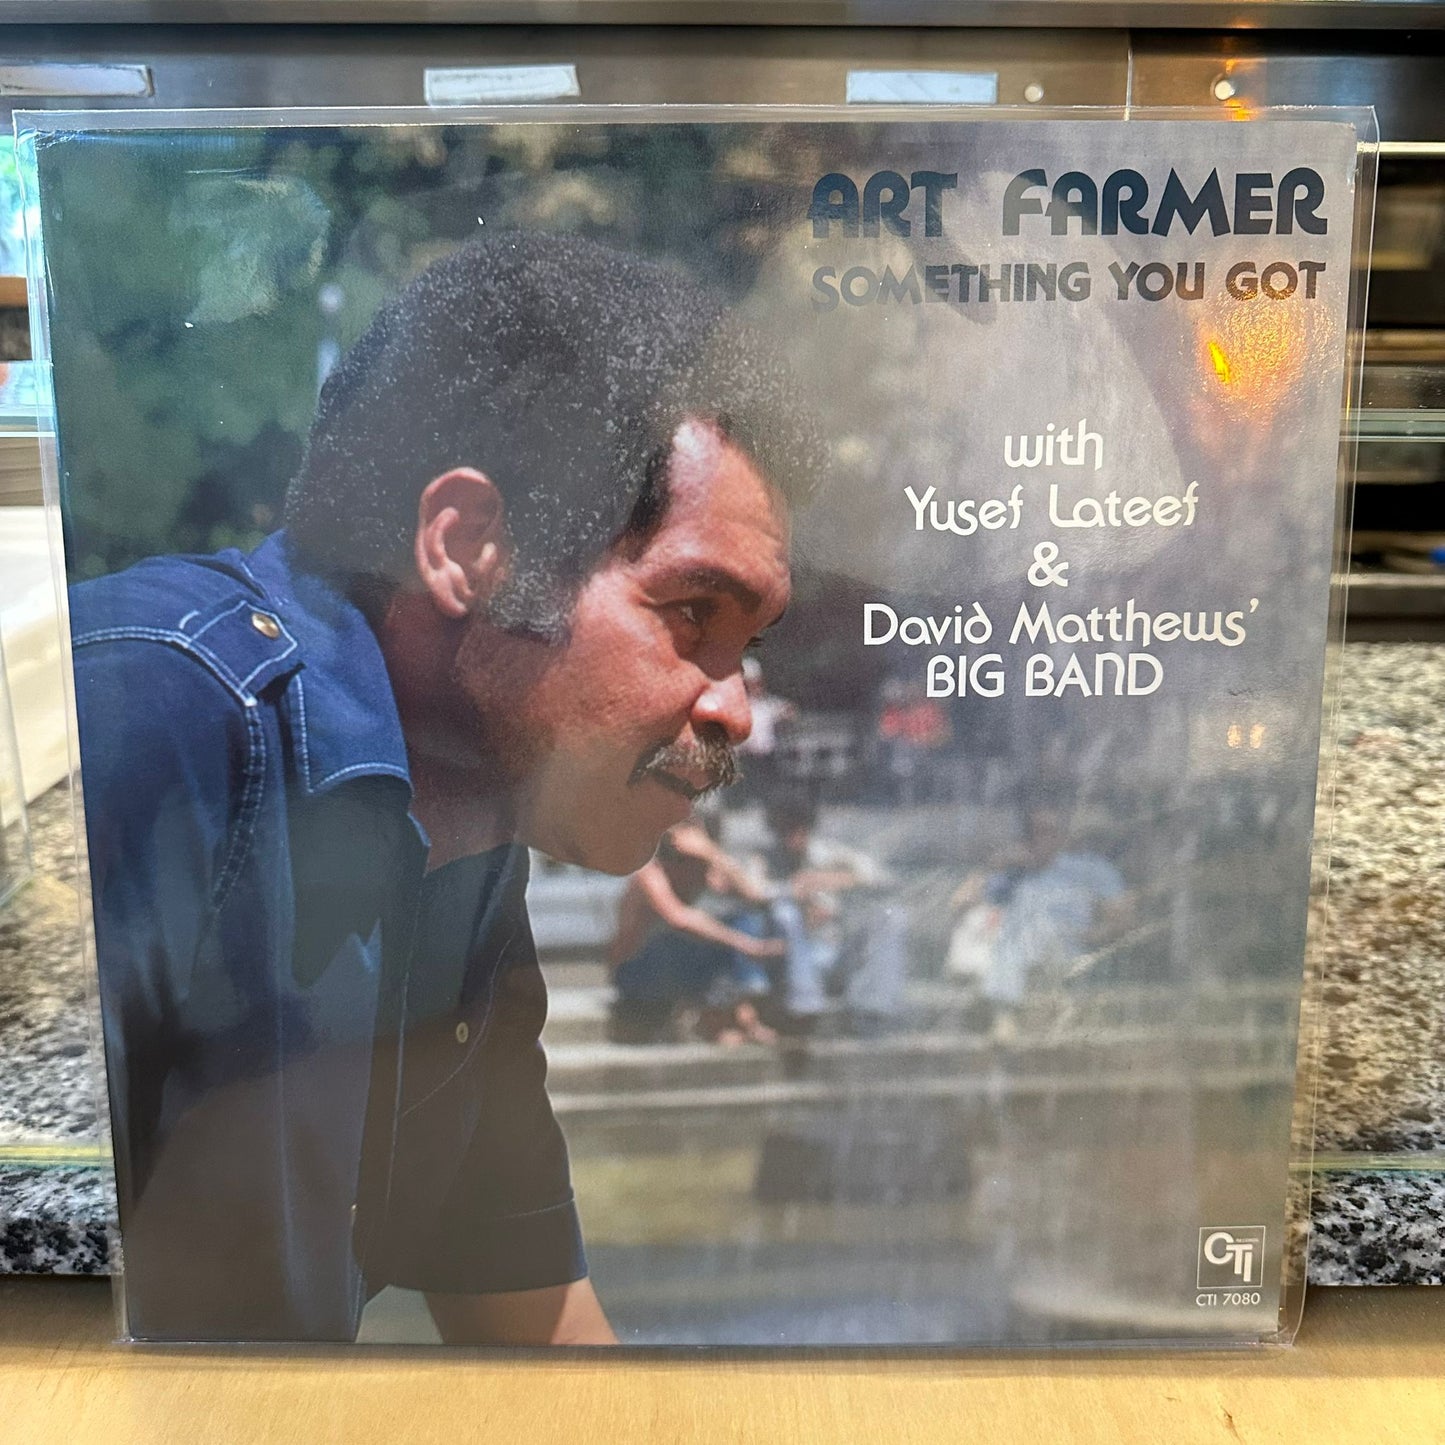 ART FARMER
SOMETHING YOU GOT
with
Yusef Lateef
&
David Matthews'
BIG BAND
CTI
CTI 7080